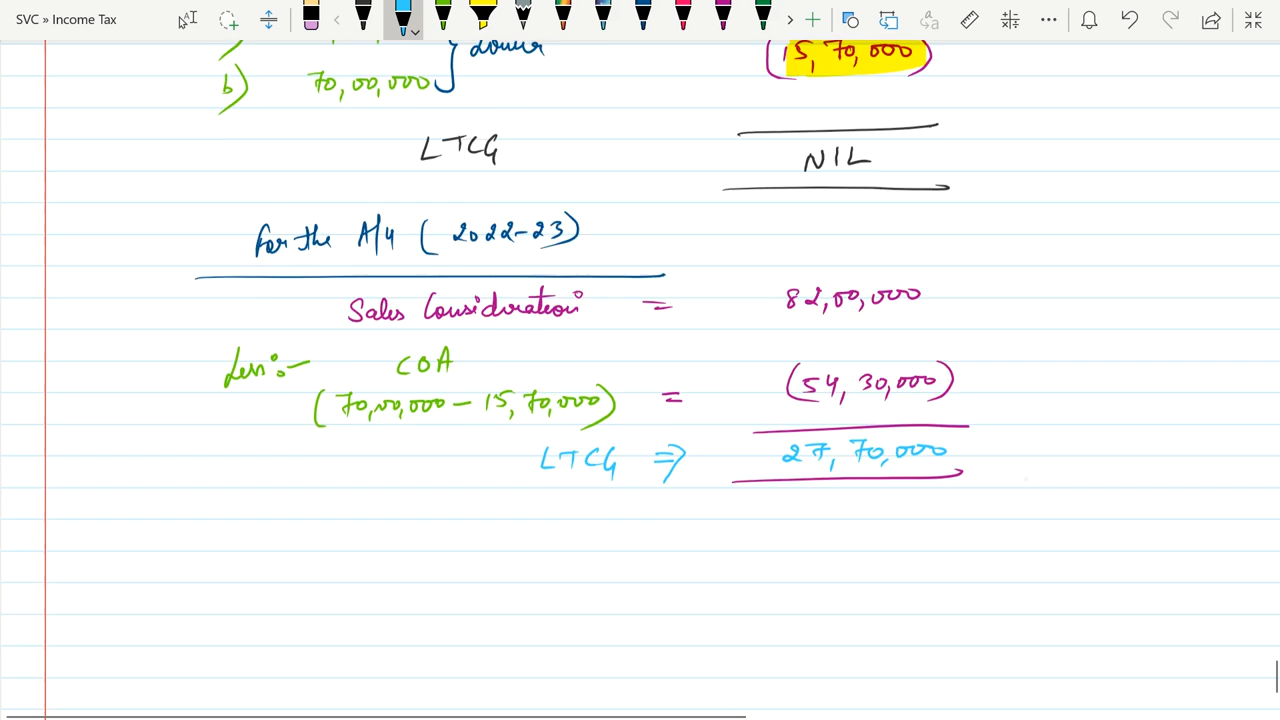 SVC » Income Tax
lower (15,70,000)
b) 70,00,000
LTCG NIL
For the A/Y (2022-23)
Sales Consideration = 82,00,000
Less:- COA
(70,00,000 - 15,70,000) = (54,30,000)
LTCG ⇒ 27,70,000